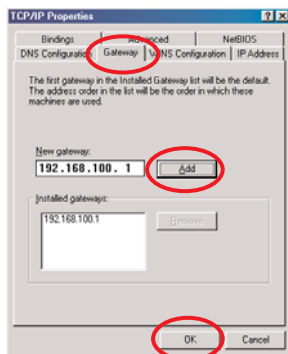 TCP/IP Properties
Bindings Advanced NetBIOS
DNS Configuration Gateway WINS Configuration IP Address
The first gateway in the Installed Gateway list will be the default.
The address order in the list will be the order in which these
machines are used.
New gateway:
192.168.100. 1 Add
Installed gateways:
192.168.100.1 Remove
OK Cancel